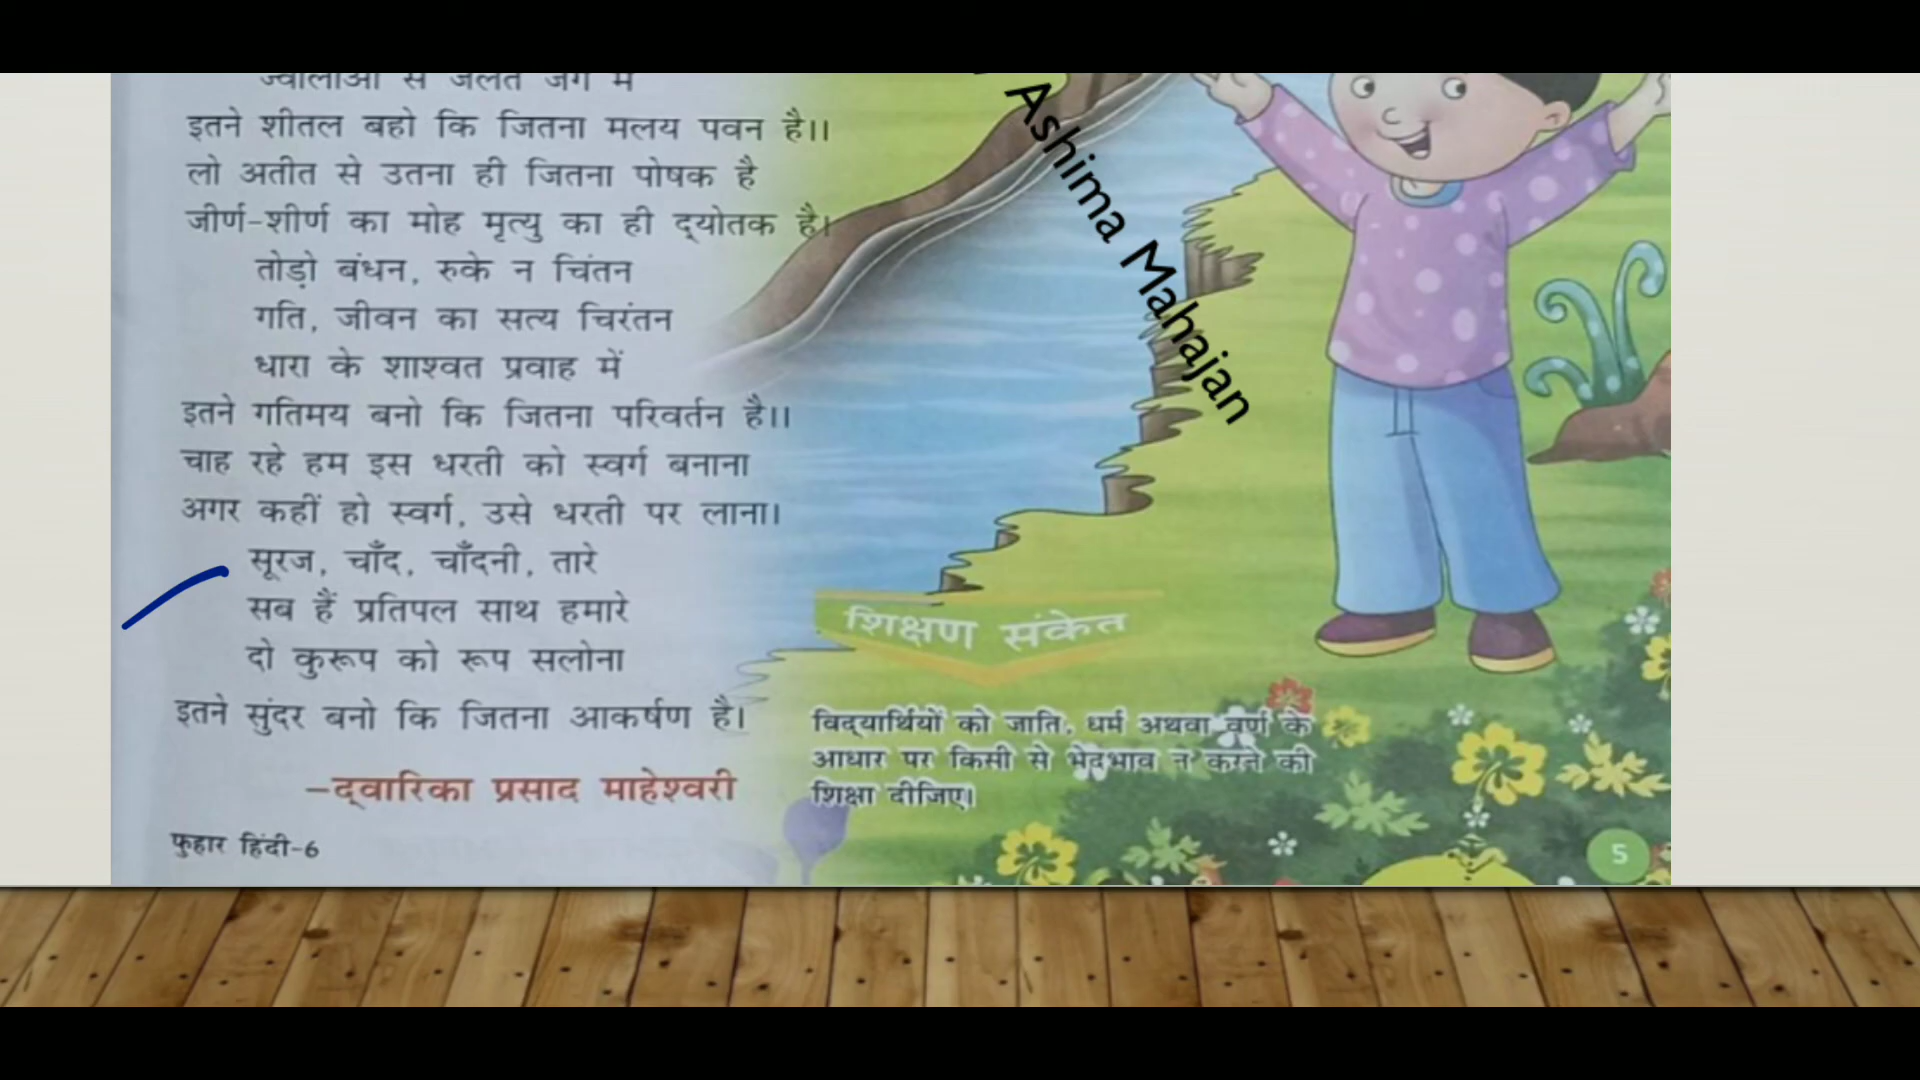 ज्वालाओं से जलते जग में
इतने शीतल बहो कि जितना मलय पवन है।।
लो अतीत से उतना ही जितना पोषक है
जीर्ण-शीर्ण का मोह मृत्यु का ही द्‌योतक है।
तोड़ो बंधन, रुके न चिंतन
गति, जीवन का सत्य चिरंतन
धारा के शाश्वत प्रवाह में
इतने गतिमय बनो कि जितना परिवर्तन है।।
चाह रहे हम इस धरती को स्वर्ग बनाना
अगर कहीं हो स्वर्ग, उसे धरती पर लाना।
सूरज, चाँद, चाँदनी, तारे
सब हैं प्रतिपल साथ हमारे
दो कुरूप को रूप सलोना
इतने सुंदर बनो कि जितना आकर्षण है।
–द्‌वारिका प्रसाद माहेश्वरी
फुहार हिंदी-6
Ashima Mahajan
शिक्षण संकेत
विद्‌यार्थियों को जाति, धर्म अथवा वर्ण के
आधार पर किसी से भेदभाव न करने की
शिक्षा दीजिए।
5